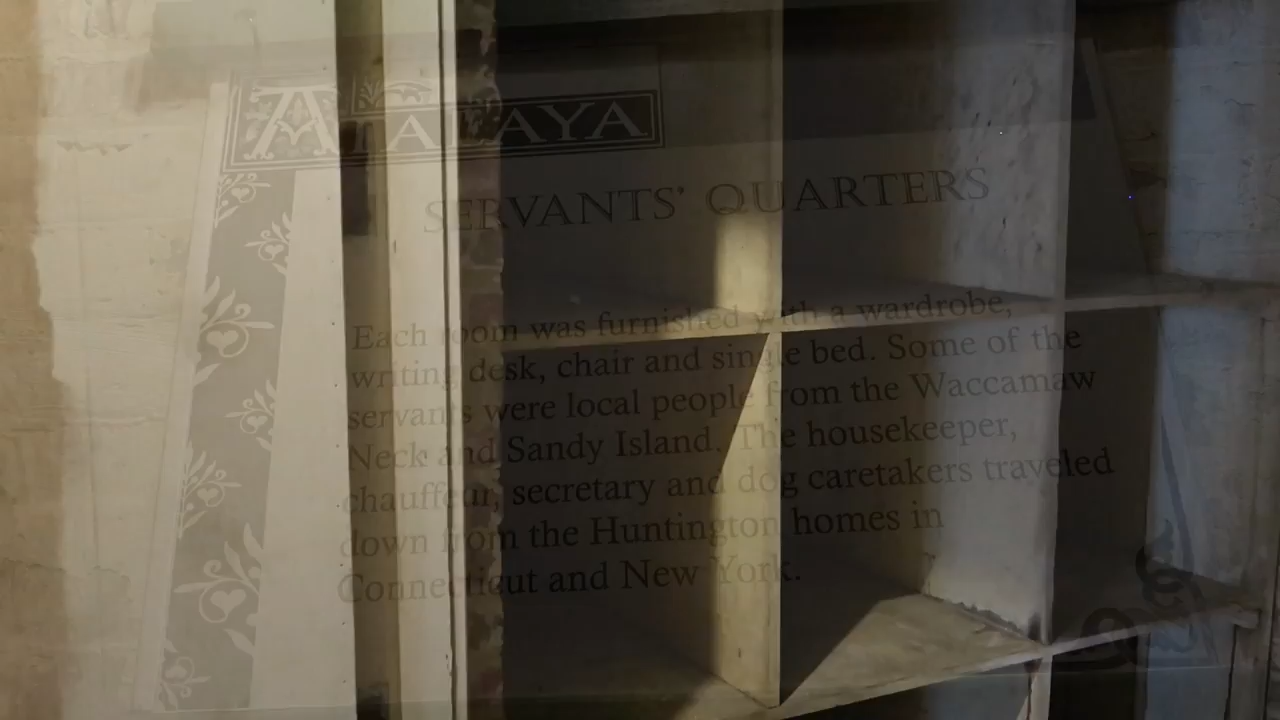 ATALAYA
SERVANTS' QUARTERS
Each room was furnished with a wardrobe,
writing desk, chair and single bed. Some of the
servants were local people from the Waccamaw
Neck and Sandy Island. The housekeeper,
chauffeur, secretary and dog caretakers traveled
down from the Huntington homes in
Connecticut and New York.